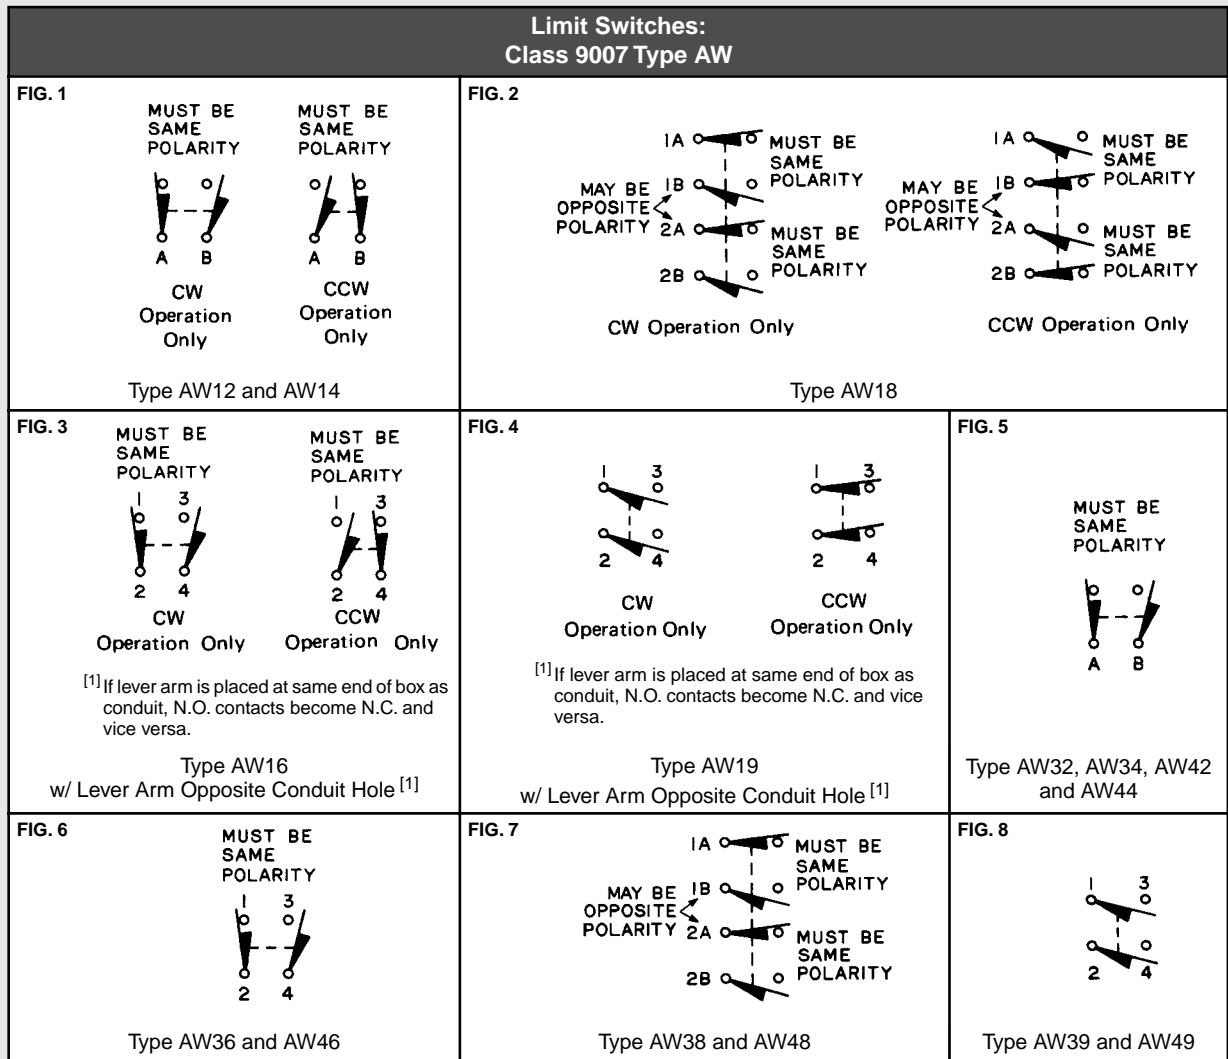 Limit Switches:
Class 9007 Type AW
FIG. 1
MUST BE
SAME
POLARITY
A B
CW
Operation
Only
MUST BE
SAME
POLARITY
A B
CCW
Operation
Only
Type AW12 and AW14
FIG. 2
1A
1B
2A
2B
MAY BE
OPPOSITE
POLARITY
MUST BE
SAME
POLARITY
MUST BE
SAME
POLARITY
CW Operation Only
1A
1B
2A
2B
MAY BE
OPPOSITE
POLARITY
MUST BE
SAME
POLARITY
MUST BE
SAME
POLARITY
CCW Operation Only
Type AW18
FIG. 3
MUST BE
SAME
POLARITY
1 3
2 4
CW
Operation Only
MUST BE
SAME
POLARITY
1 3
2 4
CCW
Operation Only
[1] If lever arm is placed at same end of box as
conduit, N.O. contacts become N.C. and
vice versa.
Type AW16
w/ Lever Arm Opposite Conduit Hole [1]
FIG. 4
1 3
2 4
CW
Operation Only
1 3
2 4
CCW
Operation Only
[1] If lever arm is placed at same end of box as
conduit, N.O. contacts become N.C. and vice
versa.
Type AW19
w/ Lever Arm Opposite Conduit Hole [1]
FIG. 5
MUST BE
SAME
POLARITY
A B
Type AW32, AW34, AW42
and AW44
FIG. 6
MUST BE
SAME
POLARITY
1 3
2 4
Type AW36 and AW46
FIG. 7
1A
1B
2A
2B
MAY BE
OPPOSITE
POLARITY
MUST BE
SAME
POLARITY
MUST BE
SAME
POLARITY
Type AW38 and AW48
FIG. 8
1 3
2 4
Type AW39 and AW49